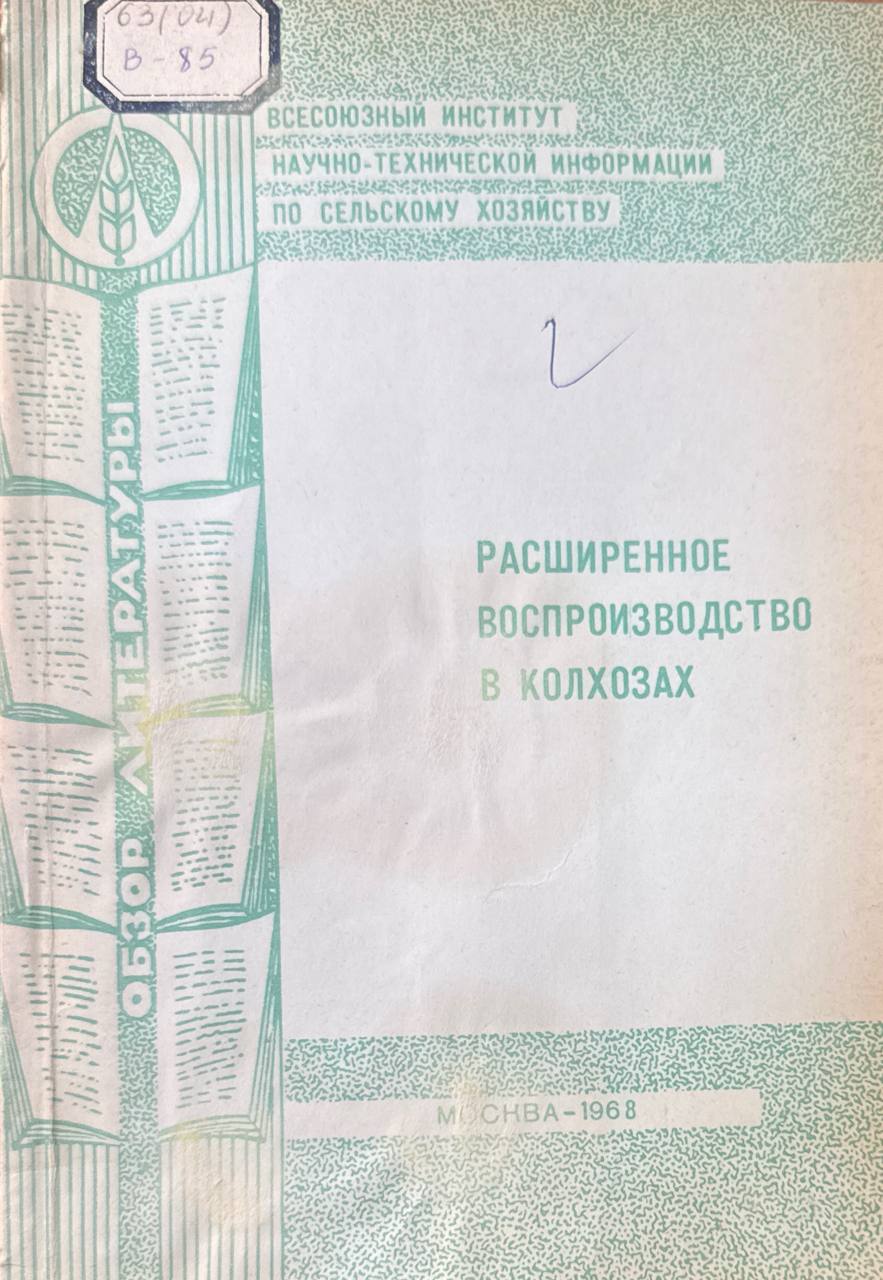 63(04)
В - 85
ВСЕСОЮЗНЫЙ ИНСТИТУТ
НАУЧНО-ТЕХНИЧЕСКОЙ ИНФОРМАЦИИ
ПО СЕЛЬСКОМУ ХОЗЯЙСТВУ
ОБЗОР ЛИТЕРАТУРЫ
РАСШИРЕННОЕ
ВОСПРОИЗВОДСТВО
В КОЛХОЗАХ
МОСКВА-1968